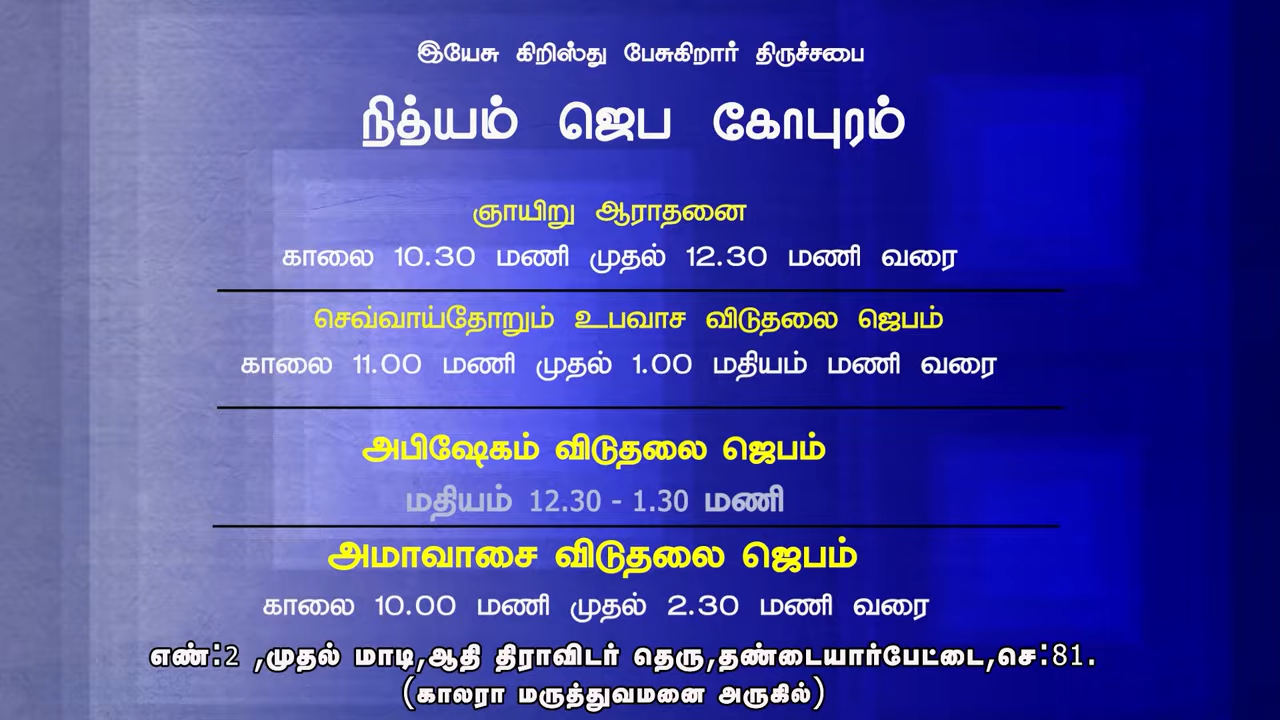 இயேசு கிறிஸ்து பேசுகிறார் திருச்சபை
நித்யம் ஜெப கோபுரம்
ஞாயிறு ஆராதனை
காலை 10.30 மணி முதல் 12.30 மணி வரை
செவ்வாய்தோறும் உபவாச விடுதலை ஜெபம்
காலை 11.00 மணி முதல் 1.00 மதியம் மணி வரை
அபிஷேகம் விடுதலை ஜெபம்
மதியம் 12.30 - 1.30 மணி
அமாவாசை விடுதலை ஜெபம்
காலை 10.00 மணி முதல் 2.30 மணி வரை
எண்:2 ,முதல் மாடி,ஆதி திராவிடர் தெரு,தண்டையார்பேட்டை,செ:81.
(காலரா மருத்துவமனை அருகில்)